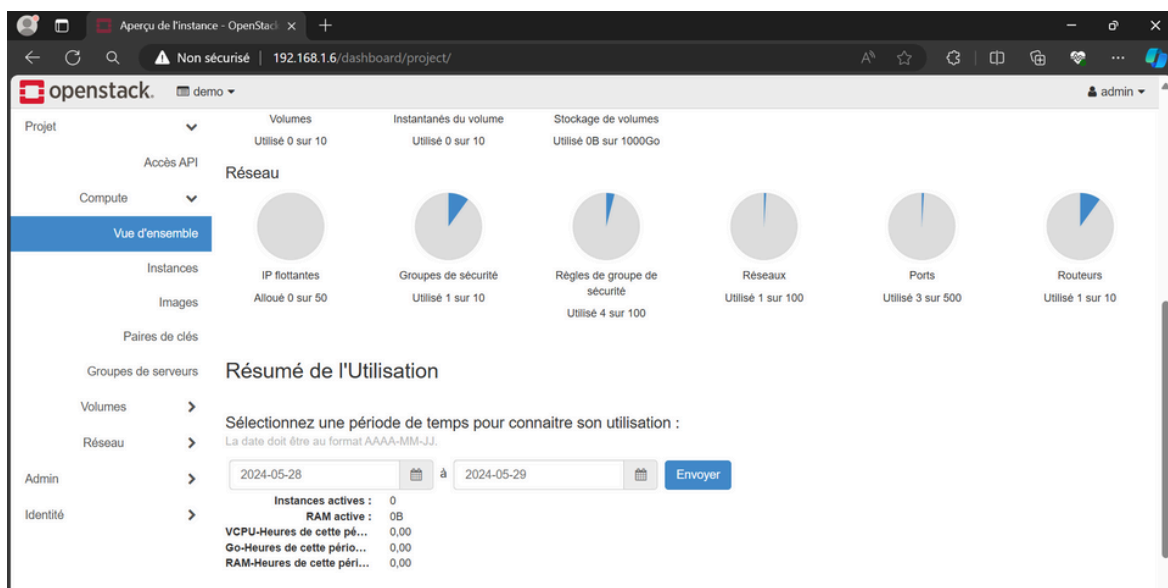 Aperçu de l'instance - OpenStac
Non sécurisé | 192.168.1.6/dashboard/project/
openstack. demo admin
Projet
Accès API
Compute
Vue d'ensemble
Instances
Images
Paires de clés
Groupes de serveurs
Volumes
Réseau
Admin
Identité
Volumes
Utilisé 0 sur 10
Instantanés du volume
Utilisé 0 sur 10
Stockage de volumes
Utilisé 0B sur 1000Go
Réseau
IP flottantes
Alloué 0 sur 50
Groupes de sécurité
Utilisé 1 sur 10
Règles de groupe de
sécurité
Utilisé 4 sur 100
Réseaux
Utilisé 1 sur 100
Ports
Utilisé 3 sur 500
Routeurs
Utilisé 1 sur 10
Résumé de l'Utilisation
Sélectionnez une période de temps pour connaitre son utilisation :
La date doit être au format AAAA-MM-JJ.
2024-05-28 à 2024-05-29 Envoyer
Instances actives : 0
RAM active : 0B
VCPU-Heures de cette pé... 0,00
Go-Heures de cette pério... 0,00
RAM-Heures de cette péri... 0,00